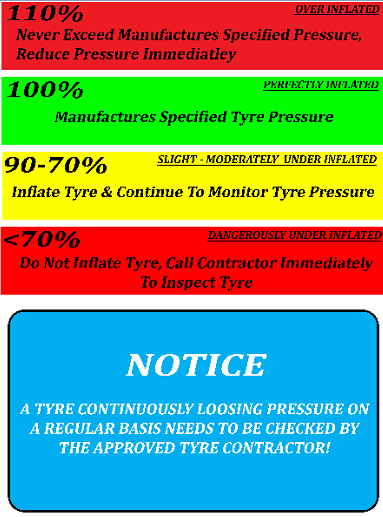 110% OVER INFLATED
Never Exceed Manufactures Specified Pressure,
Reduce Pressure Immediatley
100% PERFECTLY INFLATED
Manufactures Specified Tyre Pressure
90-70% SLIGHT - MODERATELY UNDER INFLATED
Inflate Tyre & Continue To Monitor Tyre Pressure
<70% DANGEROUSLY UNDER INFLATED
Do Not Inflate Tyre, Call Contractor Immediately
To Inspect Tyre
NOTICE
A TYRE CONTINUOUSLY LOOSING PRESSURE ON
A REGULAR BASIS NEEDS TO BE CHECKED BY
THE APPROVED TYRE CONTRACTOR!